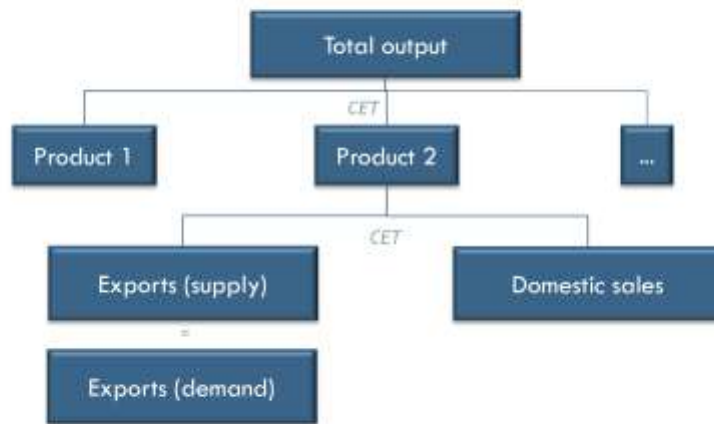 Total output
CET
Product 1
Product 2
...
CET
Exports (supply)
Domestic sales
=
Exports (demand)